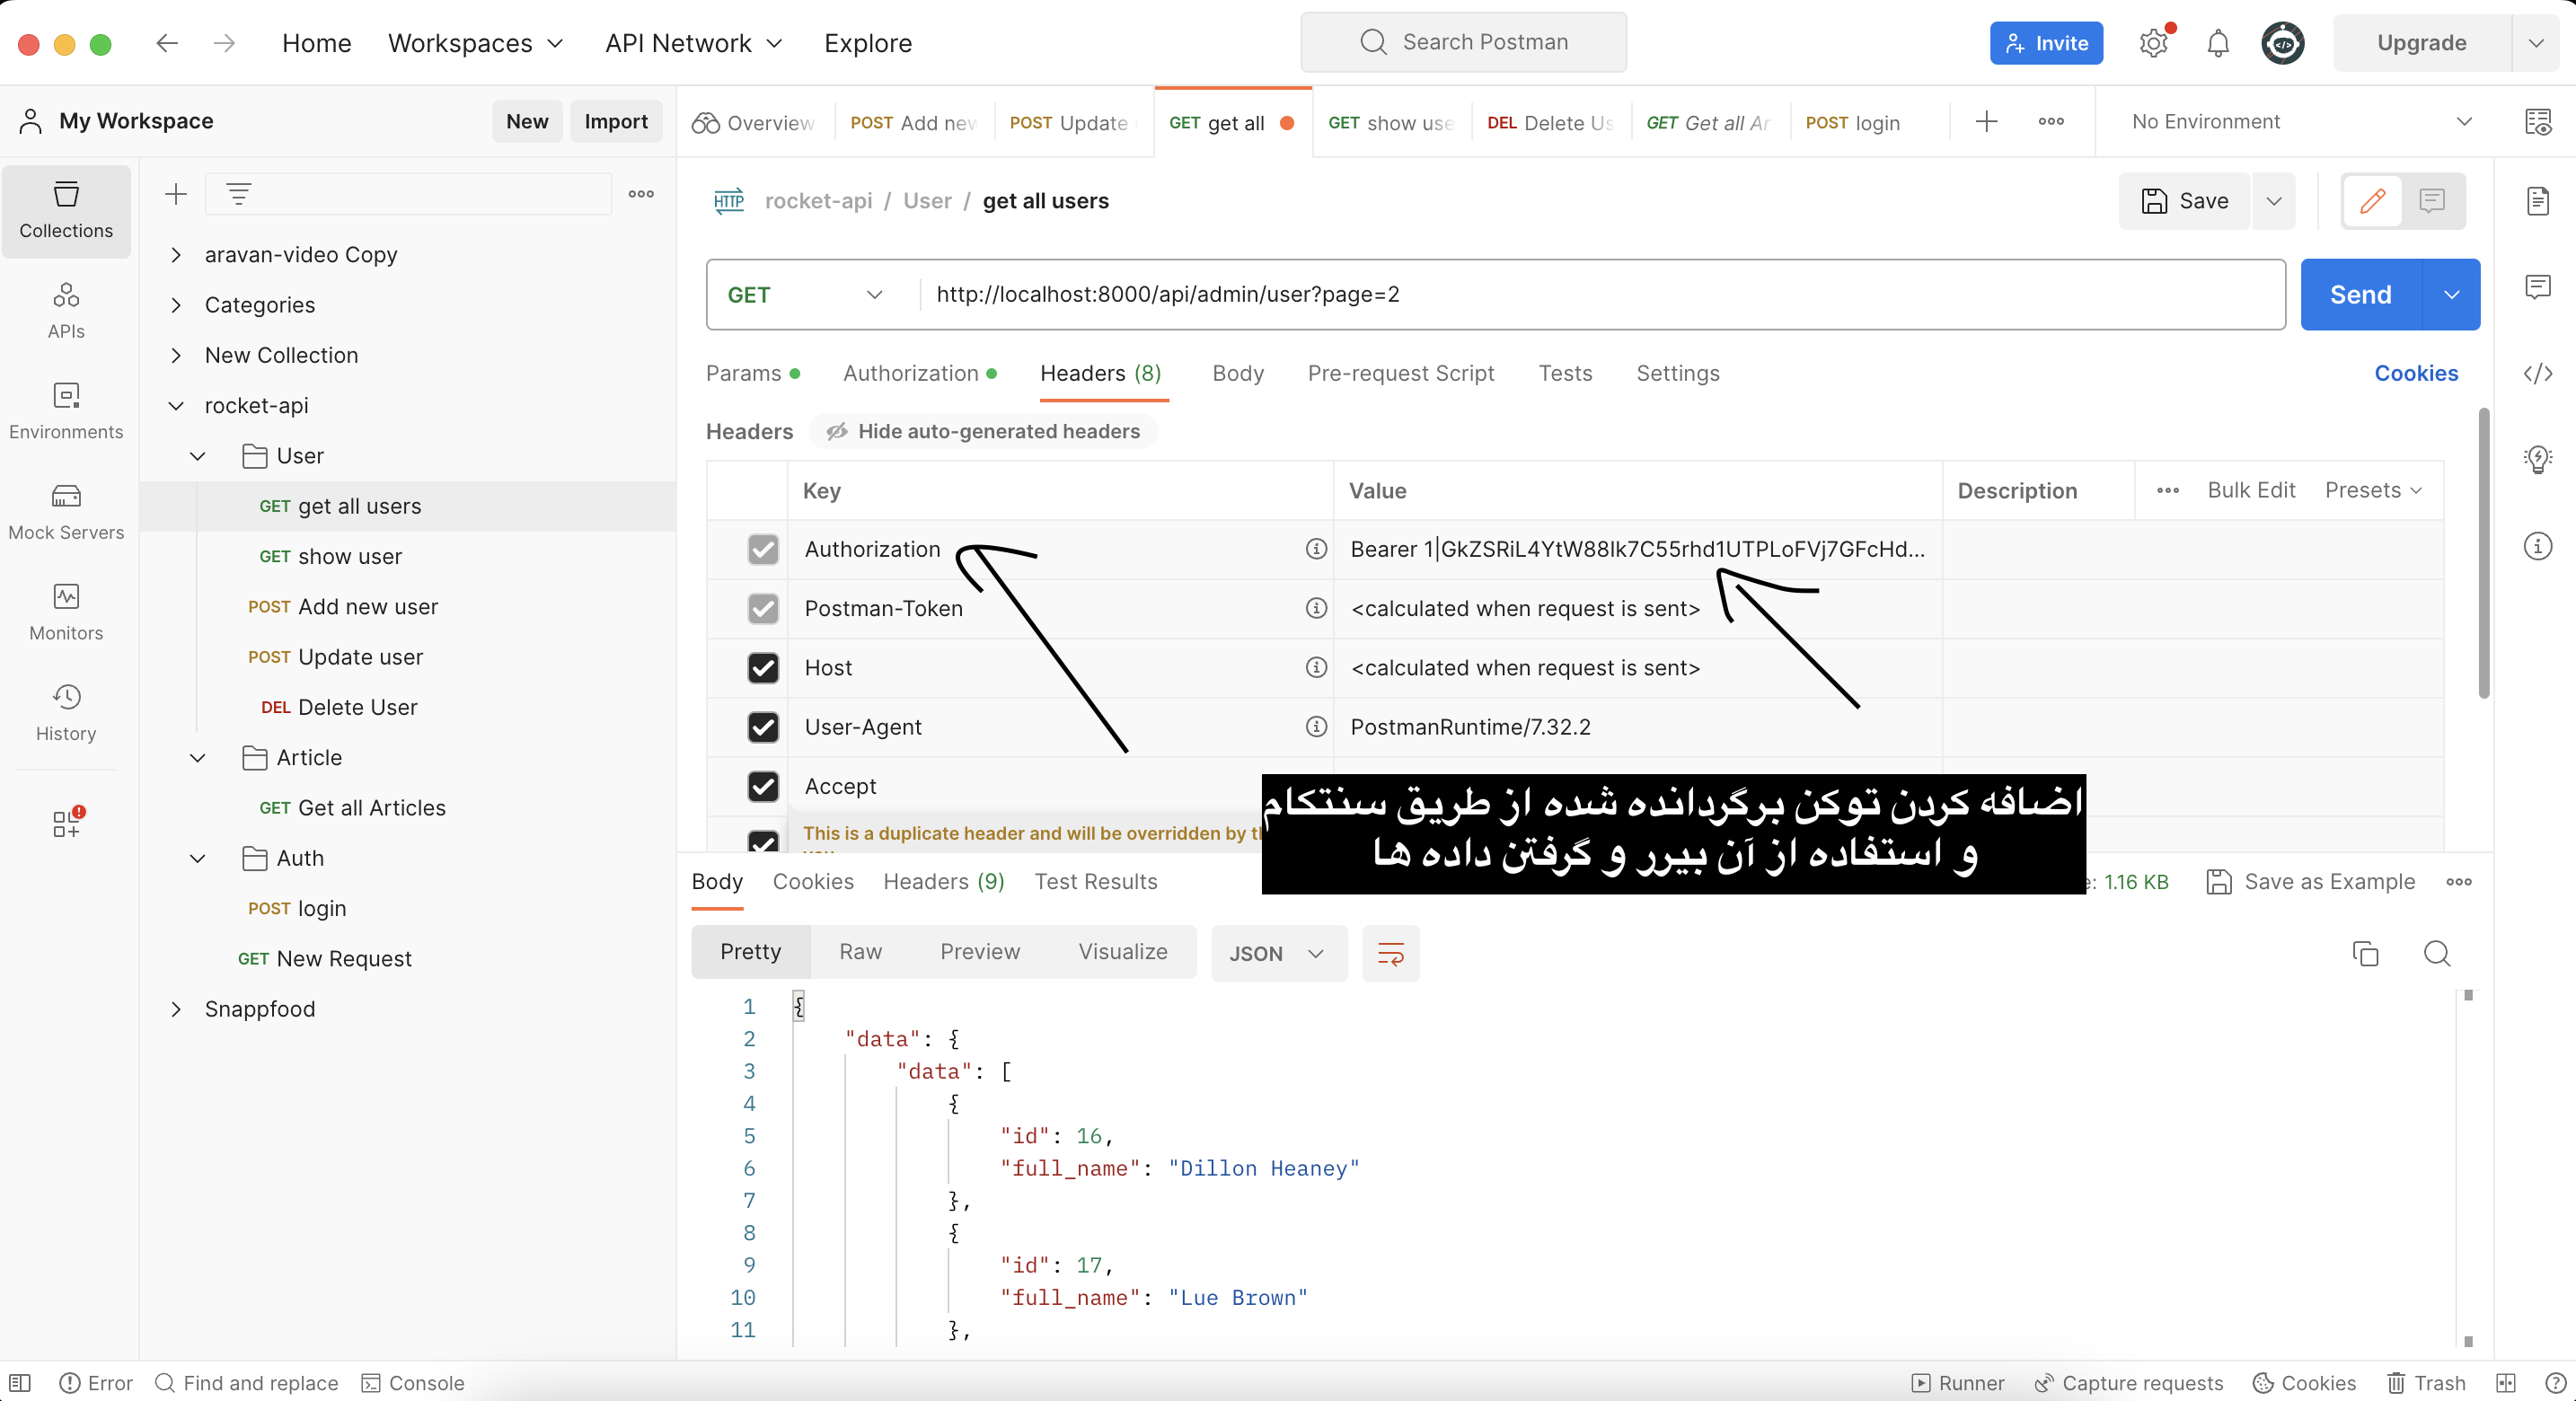 Home Workspaces API Network Explore Search Postman Invite Upgrade
My Workspace New Import
Overview POST Add new POST Update GET get all GET show use DEL Delete Us GET Get all Ar POST login No Environment
Collections
APIs
Environments
Mock Servers
Monitors
History
aravan-video Copy
Categories
New Collection
rocket-api
User
GET get all users
GET show user
POST Add new user
POST Update user
DEL Delete User
Article
GET Get all Articles
Auth
POST login
GET New Request
Snappfood
HTTP rocket-api / User / get all users Save
GET http://localhost:8000/api/admin/user?page=2 Send
Params Authorization Headers (8) Body Pre-request Script Tests Settings Cookies
Headers Hide auto-generated headers
Key Value Description Bulk Edit Presets
Authorization Bearer 1|GkZSRiL4YtW88Ik7C55rhd1UTPLoFVj7GFcHd...
Postman-Token <calculated when request is sent>
Host <calculated when request is sent>
User-Agent PostmanRuntime/7.32.2
Accept
This is a duplicate header and will be overridden by
اضافه کردن توکن برگردانده شده از طریق سنتکام
و استفاده از آن بیرر و گرفتن داده ها
Body Cookies Headers (9) Test Results 1.16 KB Save as Example
Pretty Raw Preview Visualize JSON
1 {
2 "data": {
3 "data": [
4 {
5 "id": 16,
6 "full_name": "Dillon Heaney"
7 },
8 {
9 "id": 17,
10 "full_name": "Lue Brown"
11 },
Error Find and replace Console Runner Capture requests Cookies Trash